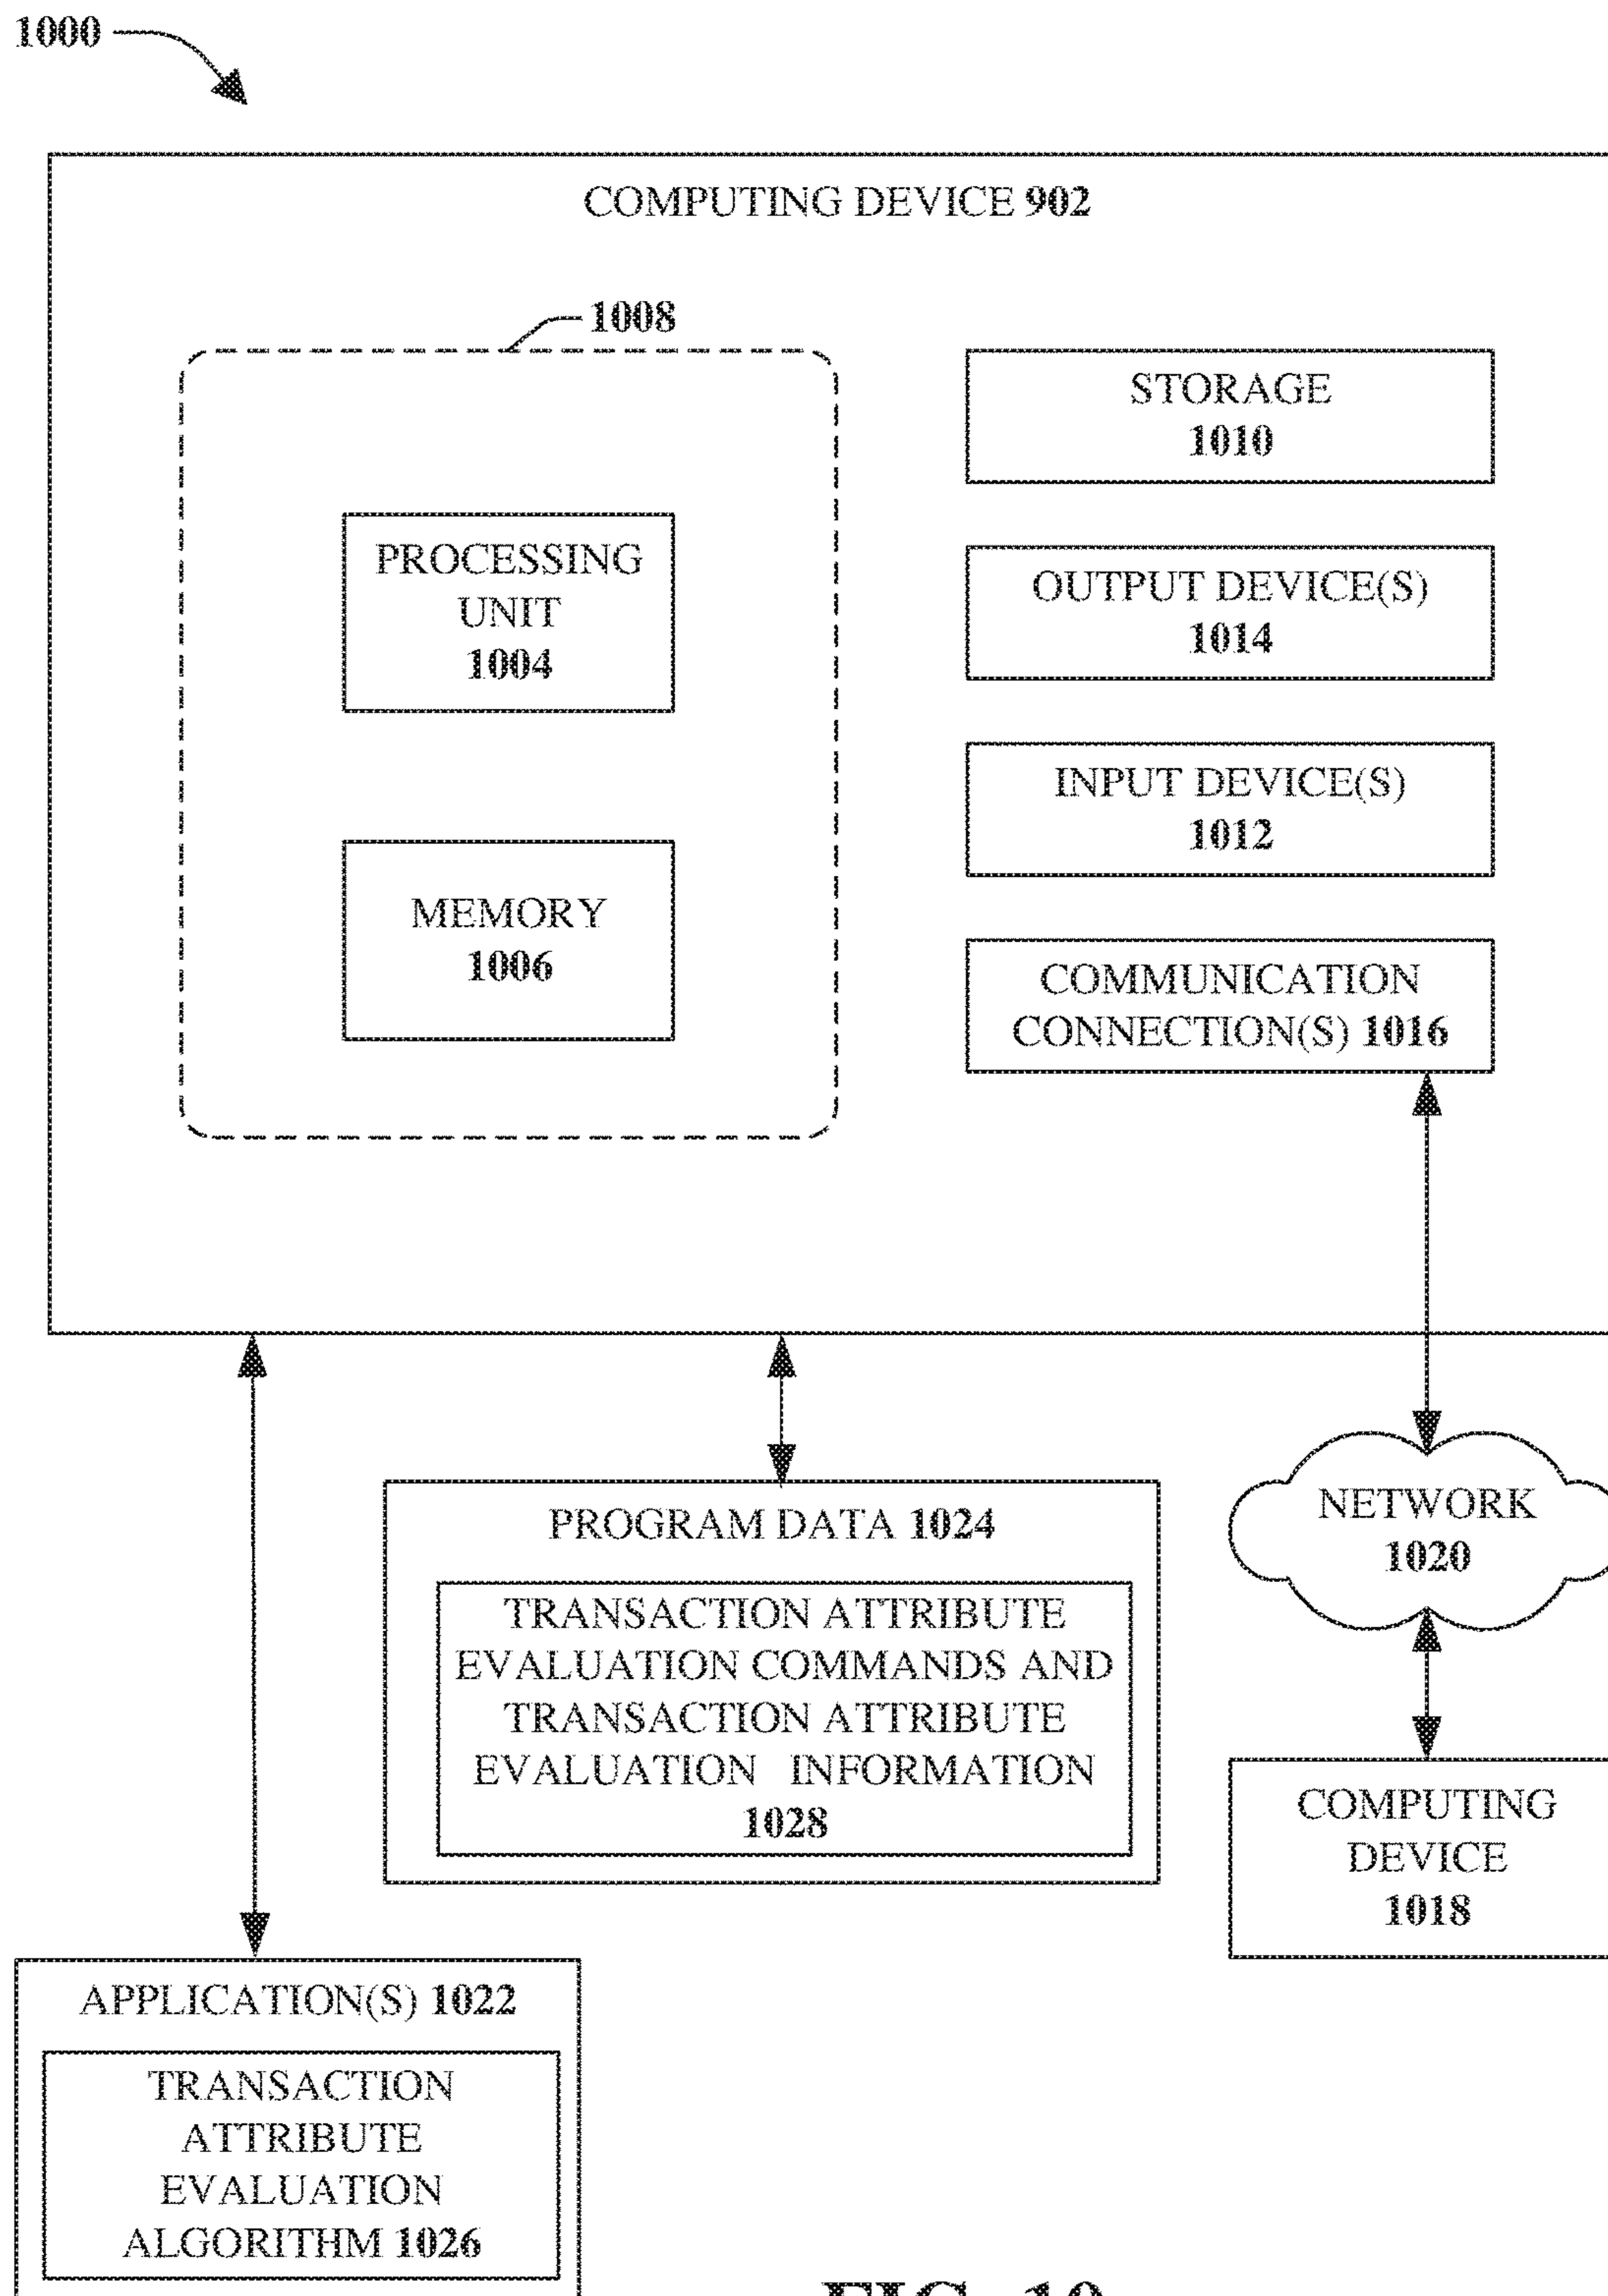 1000
COMPUTING DEVICE 902
1008
PROCESSING
UNIT
1004
MEMORY
1006
STORAGE
1010
OUTPUT DEVICE(S)
1014
INPUT DEVICE(S)
1012
COMMUNICATION
CONNECTION(S) 1016
PROGRAM DATA 1024
TRANSACTION ATTRIBUTE
EVALUATION COMMANDS AND
TRANSACTION ATTRIBUTE
EVALUATION INFORMATION
1028
NETWORK
1020
COMPUTING
DEVICE
1018
APPLICATION(S) 1022
TRANSACTION
ATTRIBUTE
EVALUATION
ALGORITHM 1026
FIG. 10